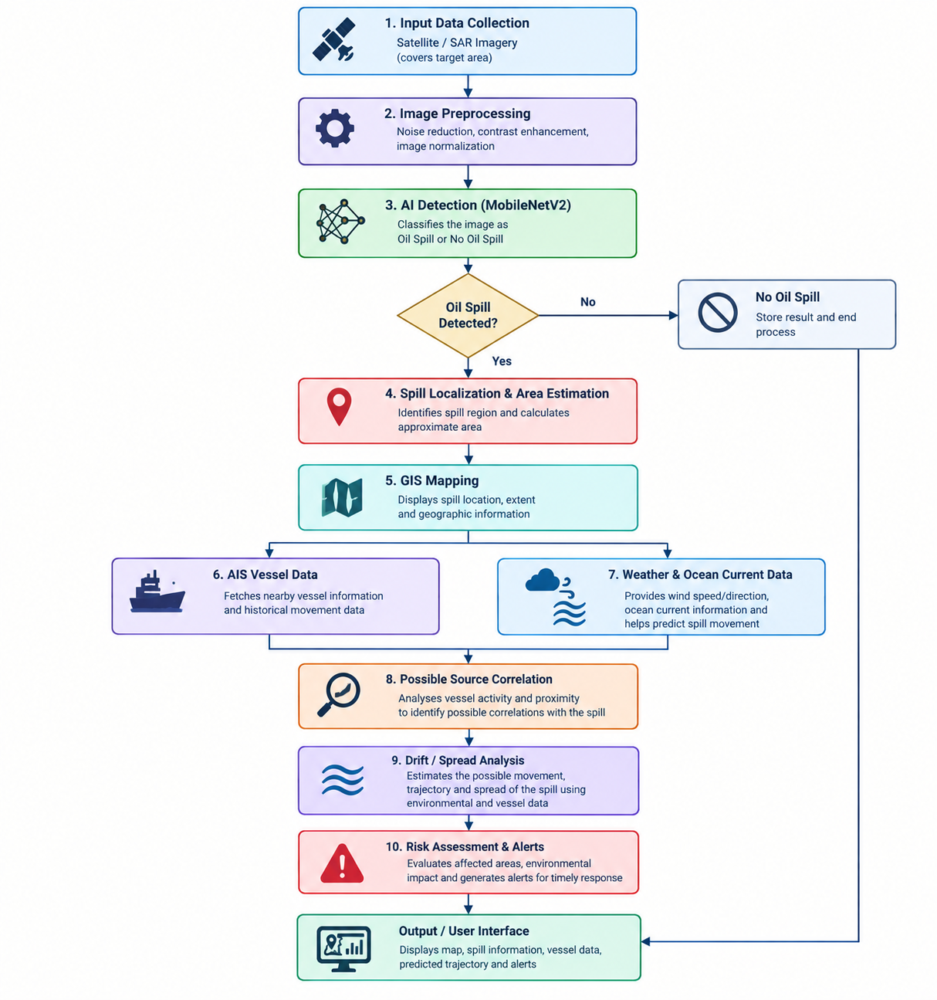 1. Input Data Collection
Satellite / SAR Imagery
(covers target area)
2. Image Preprocessing
Noise reduction, contrast enhancement,
image normalization
3. AI Detection (MobileNetV2)
Classifies the image as
Oil Spill or No Oil Spill
Oil Spill
Detected?
No
No Oil Spill
Store result and end
process
Yes
4. Spill Localization & Area Estimation
Identifies spill region and calculates
approximate area
5. GIS Mapping
Displays spill location, extent
and geographic information
6. AIS Vessel Data
Fetches nearby vessel information
and historical movement data
7. Weather & Ocean Current Data
Provides wind speed/direction,
ocean current information and
helps predict spill movement
8. Possible Source Correlation
Analyses vessel activity and proximity
to identify possible correlations with the spill
9. Drift / Spread Analysis
Estimates the possible movement,
trajectory and spread of the spill using
environmental and vessel data
10. Risk Assessment & Alerts
Evaluates affected areas, environmental
impact and generates alerts for timely response
Output / User Interface
Displays map, spill information, vessel data,
predicted trajectory and alerts